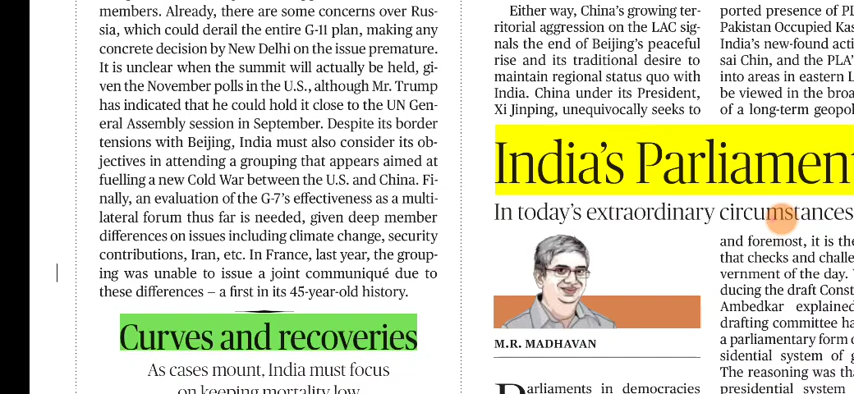 members. Already, there are some concerns over Rus-
sia, which could derail the entire G-11 plan, making any
concrete decision by New Delhi on the issue premature.
It is unclear when the summit will actually be held, gi-
ven the November polls in the U.S., although Mr. Trump
has indicated that he could hold it close to the UN Gen-
eral Assembly session in September. Despite its border
tensions with Beijing, India must also consider its ob-
jectives in attending a grouping that appears aimed at
fuelling a new Cold War between the U.S. and China. Fi-
nally, an evaluation of the G-7’s effectiveness as a multi-
lateral forum thus far is needed, given deep member
differences on issues including climate change, security
contributions, Iran, etc. In France, last year, the group-
ing was unable to issue a joint communiqué due to
these differences – a first in its 45-year-old history.
Curves and recoveries
As cases mount, India must focus
on keeping mortality low
Either way, China’s growing ter-
ritorial aggression on the LAC sig-
nals the end of Beijing’s peaceful
rise and its traditional desire to
maintain regional status quo with
India. China under its President,
Xi Jinping, unequivocally seeks to
ported presence of PL
Pakistan Occupied Kas
India’s new-found acti
sai Chin, and the PLA’
into areas in eastern L
be viewed in the broa
of a long-term geopol
India’s Parliament
In today’s extraordinary circumstances
M.R. MADHAVAN
Parliaments in democracies
and foremost, it is the
that checks and challe
vernment of the day.
ducing the draft Const
Ambedkar explained
drafting committee ha
a parliamentary form o
sidential system of g
The reasoning was tha
presidential system